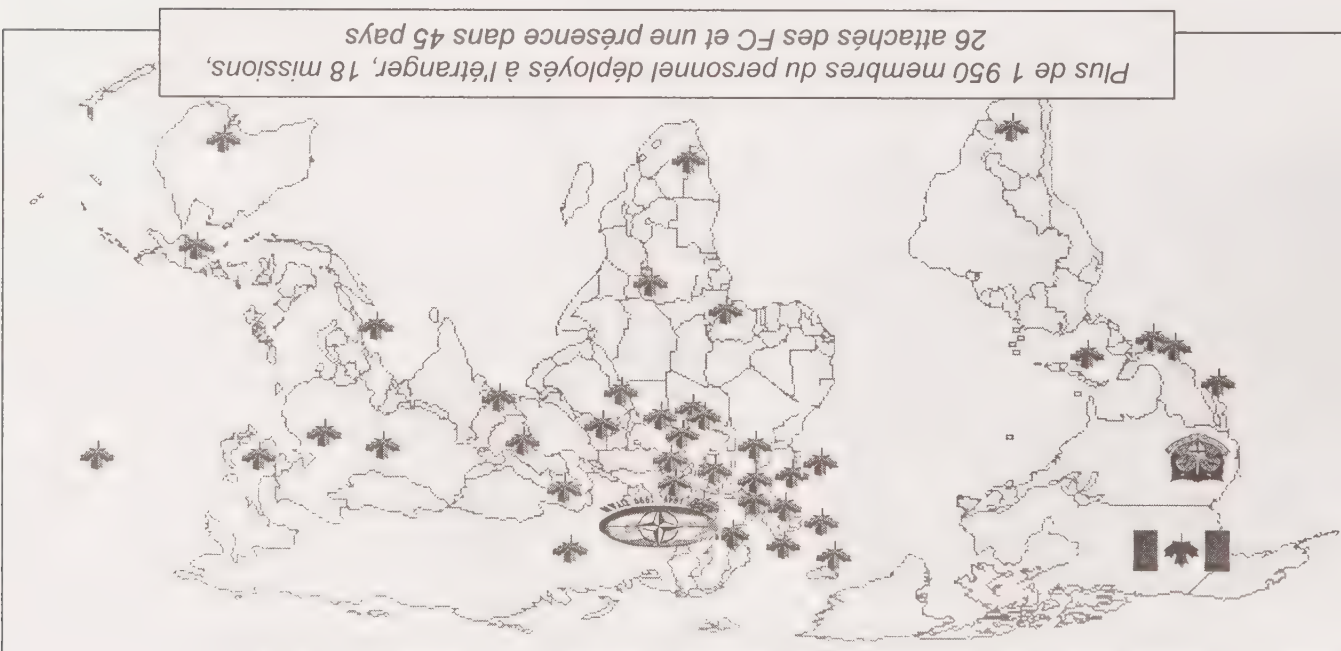 Plus de 1 950 membres du personnel déployés à l'étranger, 18 missions,
26 attachés des FC et une présence dans 45 pays